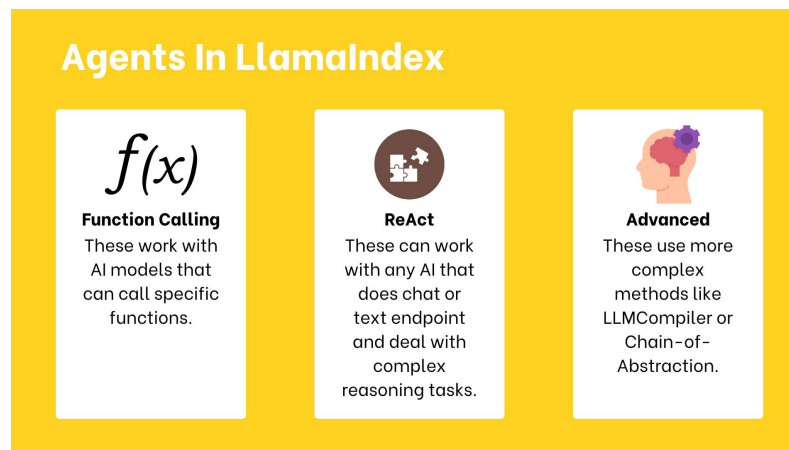 Agents In LlamaIndex
f(x)
Function Calling
These work with
AI models that
can call specific
functions.
ReAct
These can work
with any AI that
does chat or
text endpoint
and deal with
complex
reasoning tasks.
Advanced
These use more
complex
methods like
LLMCompiler or
Chain-of-
Abstraction.